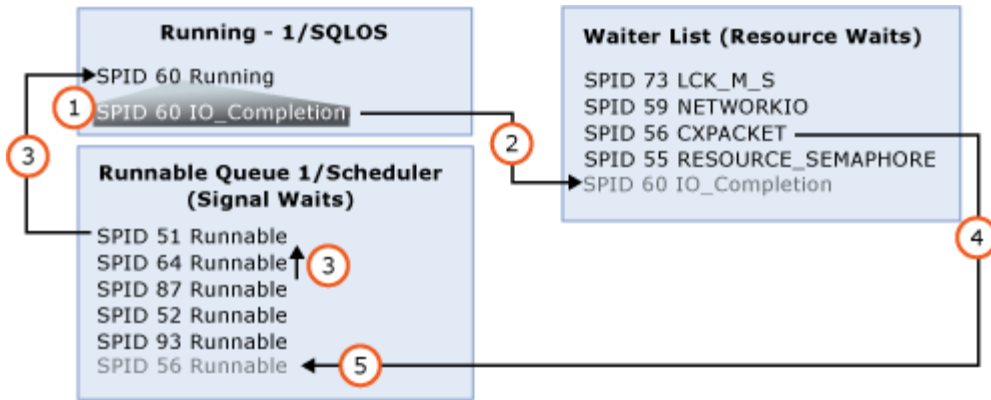 Running - 1/SQLOS
SPID 60 Running
1
SPID 60 IO_Completion
3
2
Runnable Queue 1/Scheduler
(Signal Waits)
SPID 51 Runnable
SPID 64 Runnable
3
SPID 87 Runnable
SPID 52 Runnable
SPID 93 Runnable
SPID 56 Runnable
5
Waiter List (Resource Waits)
SPID 73 LCK_M_S
SPID 59 NETWORKIO
SPID 56 CXPACKET
SPID 55 RESOURCE_SEMAPHORE
SPID 60 IO_Completion
4